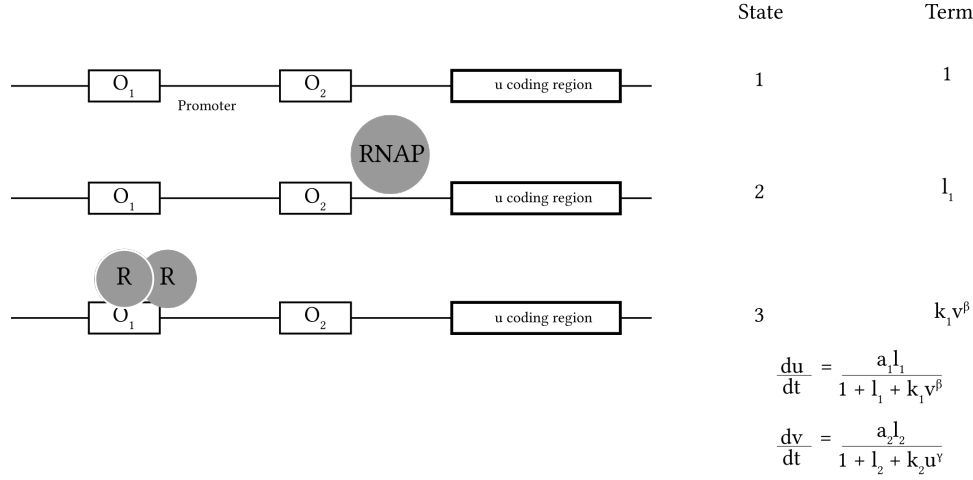 State Term
O₁ O₂ u coding region 1 1
Promoter
RNAP
O₁ O₂ u coding region 2 l₁
R R
O₁ O₂ u coding region 3 k₁vᵝ
du/dt = a₁l₁ / 1 + l₁ + k₁vᵝ
dv/dt = a₂l₂ / 1 + l₂ + k₂uᵞ